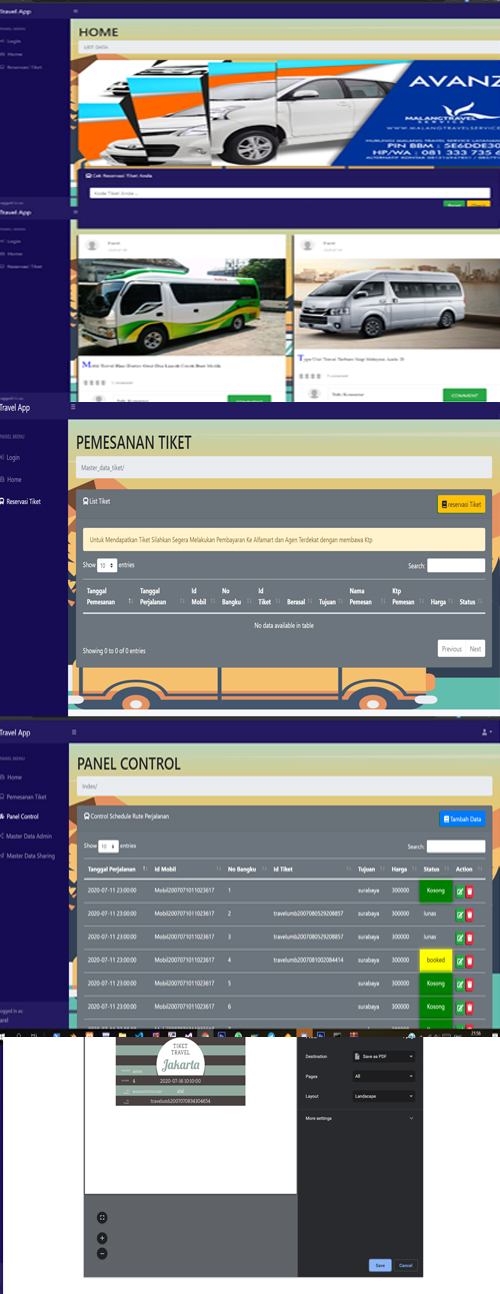 Travel App
PANEL MENU
Login
HOME
Home
LIST DATA
Reservasi Tiket
AVANZ
MALANGTRAVEL
SERVICE
WWW.MALANGTRAVELSERVICE
PIN BBM : 5E6DDE30
HP/WA : 081 333 735 6
Cek Reservasi Tiket Anda
Kode Tiket Anda ..
Travel App
PANEL MENU
Login
Home
Reservasi Tiket
COMMENT
COMMENT
Travel App
PANEL MENU
PEMESANAN TIKET
Login
Master_data_tiket/
Home
Reservasi Tiket
List Tiket
reservasi Tiket
Untuk Mendapatkan Tiket Silahkan Segera Melakukan Pembayaran Ke Alfamart dan Agen Terdekat dengan membawa Ktp
Show 10 entries
Search:
Tanggal Pemesanan Tanggal Perjalanan Id Mobil No Bangku Id Tiket Berasal Tujuan Nama Pemesan Ktp Pemesan Harga Status
No data available in table
Showing 0 to 0 of 0 entries
Previous Next
Travel App
PANEL MENU
PANEL CONTROL
Home
Index/
Pemesanan Tiket
Panel Control
Master Data Admin
Master Data Sharing
Control Schedule Rute Perjalanan
Tambah Data
Show 10 entries
Search:
Tanggal Perjalanan Id Mobil No Bangku Id Tiket Tujuan Harga Status Action
2020-07-11 23:00:00 Mobil2007071011023617 1 surabaya 300000 Kosong
2020-07-11 23:00:00 Mobil2007071011023617 2 travelumb2007080529208857 surabaya 300000 lunas
2020-07-11 23:00:00 Mobil2007071011023617 3 travelumb2007080529208857 surabaya 300000 lunas
2020-07-11 23:00:00 Mobil2007071011023617 4 travelumb2007081002084414 surabaya 300000 booked
2020-07-11 23:00:00 Mobil2007071011023617 5 surabaya 300000 Kosong
2020-07-11 23:00:00 Mobil2007071011023617 6 surabaya 300000 Kosong
21:56
TIKET
TRAVEL
Jakarta
4 2020-07-16 10:10:00
travelumb2007070834304654
Destination Save as PDF
Pages All
Layout Landscape
More settings
Save Cancel